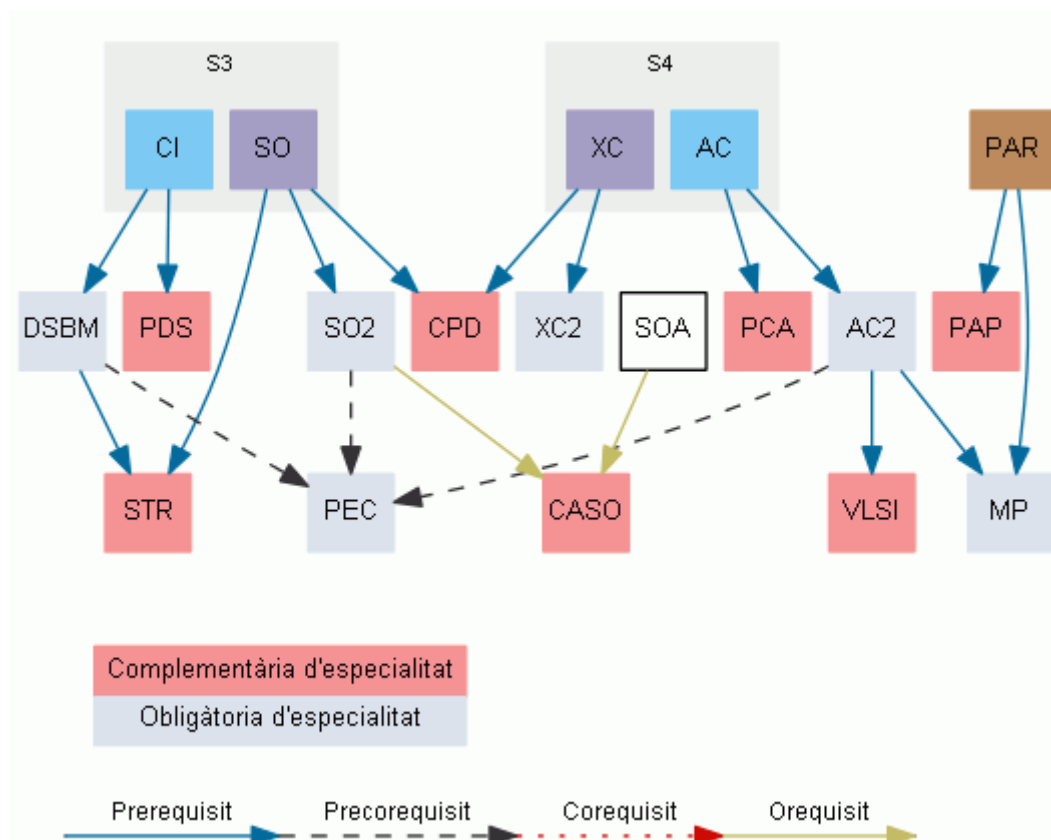 S3 S4
CI SO XC AC PAR
DSBM PDS SO2 CPD XC2 SOA PCA AC2 PAP
STR PEC CASO VLSI MP
Complementària d'especialitat
Obligàtoria d'especialitat
Prerequisit Precorequisit Corequisit Orequisit